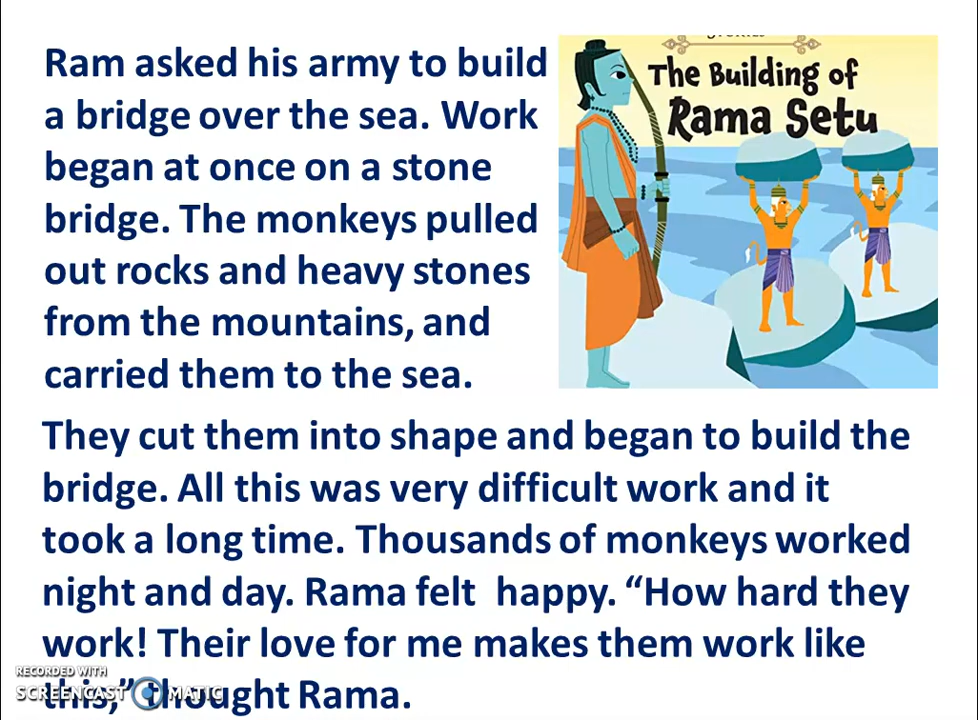 Ram asked his army to build
a bridge over the sea. Work
began at once on a stone
bridge. The monkeys pulled
out rocks and heavy stones
from the mountains, and
carried them to the sea.
The Building of
Rama Setu
They cut them into shape and began to build the
bridge. All this was very difficult work and it
took a long time. Thousands of monkeys worked
night and day. Rama felt  happy. “How hard they
work! Their love for me makes them work like
this,” thought Rama.
RECORDED WITH
SCREENCAST MATIC